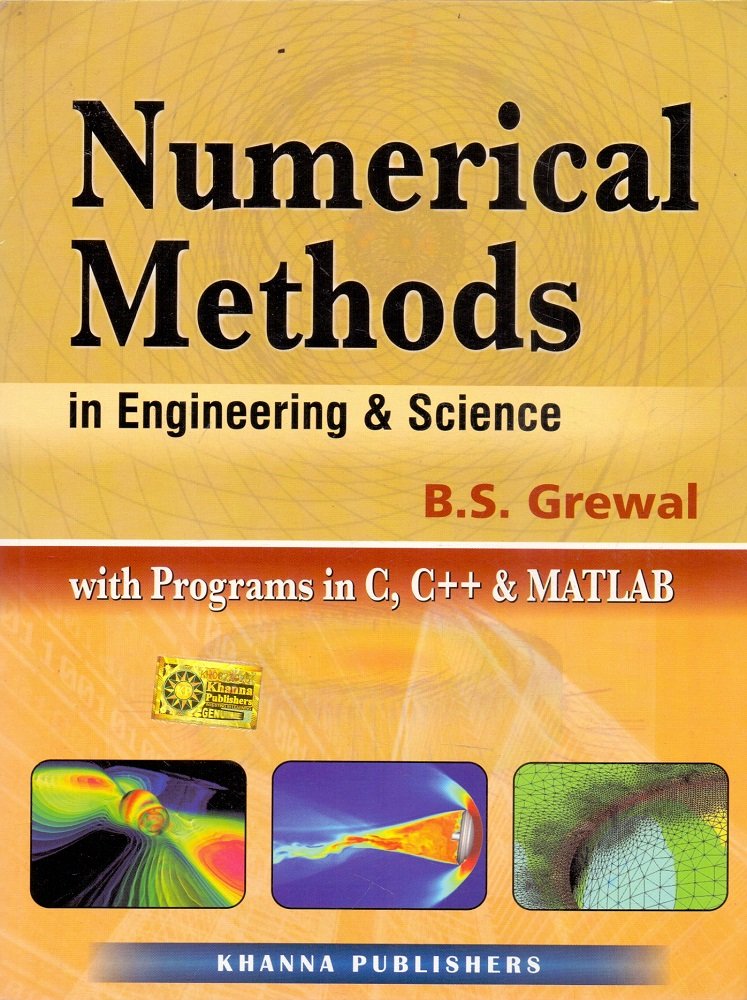 Numerical
Methods
in Engineering & Science
B.S. Grewal
with Programs in C, C++ & MATLAB
Khanna
Publishers
GENUINE
KHANNA PUBLISHERS